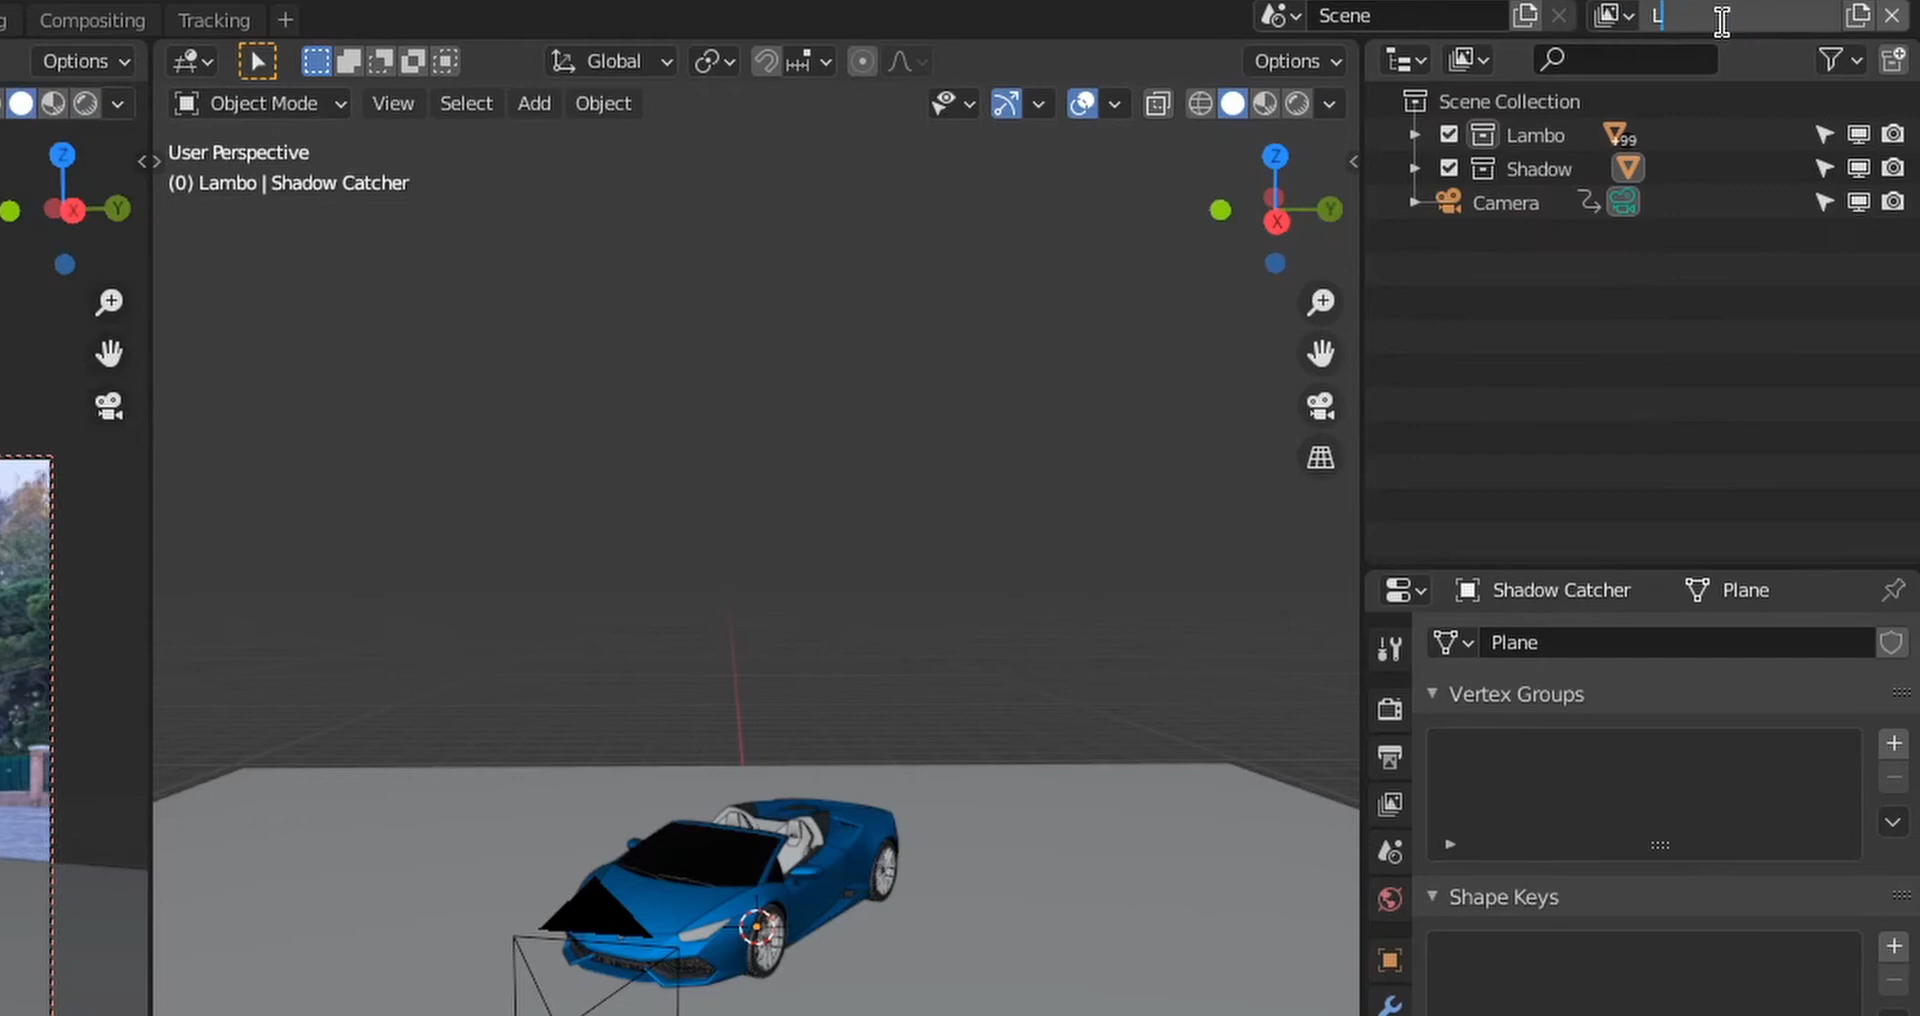 Compositing Tracking +
Scene L
Options Global Options
Object Mode View Select Add Object
User Perspective
(0) Lambo | Shadow Catcher
Z
X
Y
Z
X
Y
Scene Collection
Lambo +99
Shadow
Camera
Shadow Catcher Plane
Plane
Vertex Groups
Shape Keys